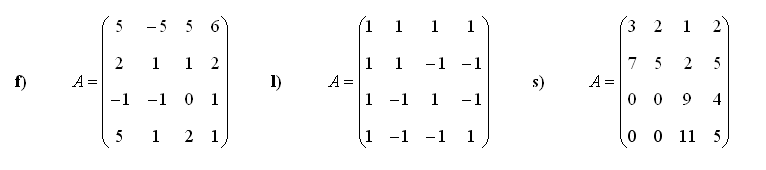 f) A = ( 5 −5 5 6 ) l) A = ( 1 1 1 1 ) s) A = ( 3 2 1 2 )
( 2 1 1 2 ) ( 1 1 −1 −1 ) ( 7 5 2 5 )
( −1 −1 0 1 ) ( 1 −1 1 −1 ) ( 0 0 9 4 )
( 5 1 2 1 ) ( 1 −1 −1 1 ) ( 0 0 11 5 )